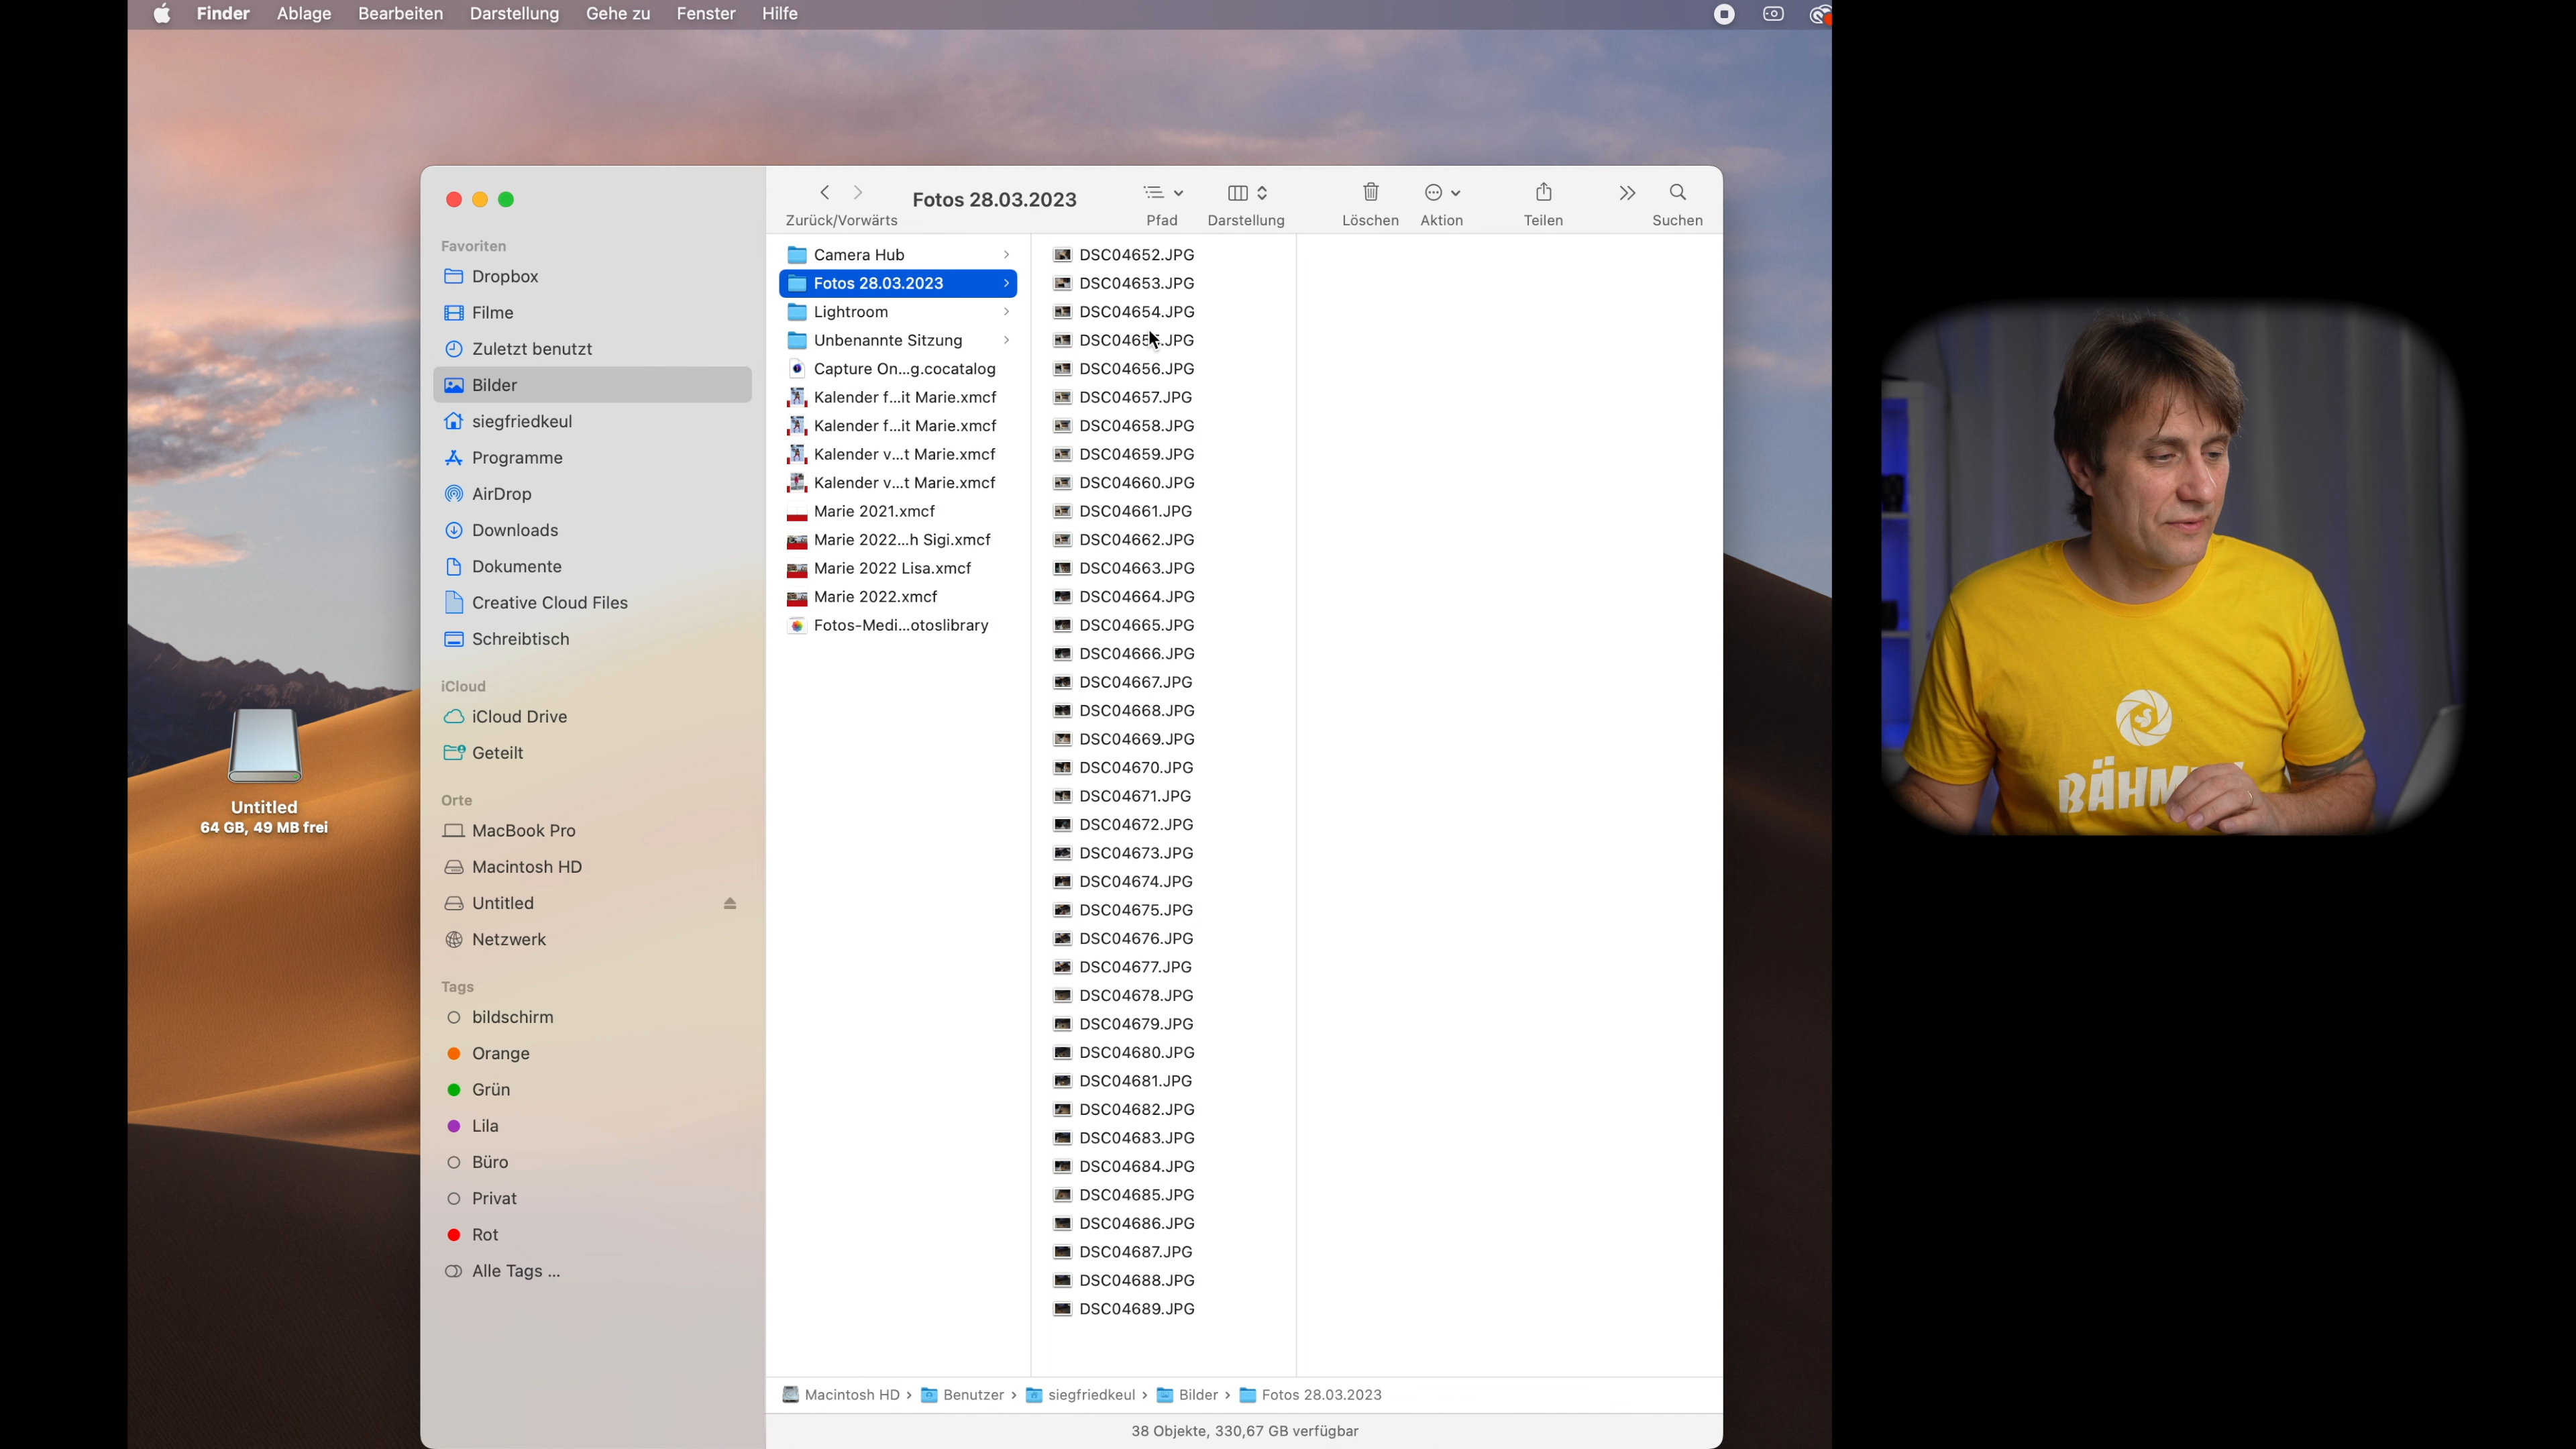 Finder Ablage Bearbeiten Darstellung Gehe zu Fenster Hilfe
Fotos 28.03.2023
Zurück/Vorwärts Pfad Darstellung Löschen Aktion Teilen Suchen
Favoriten
Dropbox
Filme
Zuletzt benutzt
Bilder
siegfriedkeul
Programme
AirDrop
Downloads
Dokumente
Creative Cloud Files
Schreibtisch
iCloud
iCloud Drive
Geteilt
Orte
MacBook Pro
Macintosh HD
Untitled
Netzwerk
Tags
bildschirm
Orange
Grün
Lila
Büro
Privat
Rot
Alle Tags ...
Untitled
64 GB, 49 MB frei
Camera Hub
Fotos 28.03.2023
Lightroom
Unbenannte Sitzung
Capture On...g.cocatalog
Kalender f...it Marie.xmcf
Kalender f...it Marie.xmcf
Kalender v...t Marie.xmcf
Kalender v...t Marie.xmcf
Marie 2021.xmcf
Marie 2022...h Sigi.xmcf
Marie 2022 Lisa.xmcf
Marie 2022.xmcf
Fotos-Medi...otoslibrary
DSC04652.JPG
DSC04653.JPG
DSC04654.JPG
DSC04655.JPG
DSC04656.JPG
DSC04657.JPG
DSC04658.JPG
DSC04659.JPG
DSC04660.JPG
DSC04661.JPG
DSC04662.JPG
DSC04663.JPG
DSC04664.JPG
DSC04665.JPG
DSC04666.JPG
DSC04667.JPG
DSC04668.JPG
DSC04669.JPG
DSC04670.JPG
DSC04671.JPG
DSC04672.JPG
DSC04673.JPG
DSC04674.JPG
DSC04675.JPG
DSC04676.JPG
DSC04677.JPG
DSC04678.JPG
DSC04679.JPG
DSC04680.JPG
DSC04681.JPG
DSC04682.JPG
DSC04683.JPG
DSC04684.JPG
DSC04685.JPG
DSC04686.JPG
DSC04687.JPG
DSC04688.JPG
DSC04689.JPG
Macintosh HD › Benutzer › siegfriedkeul › Bilder › Fotos 28.03.2023
38 Objekte, 330,67 GB verfügbar